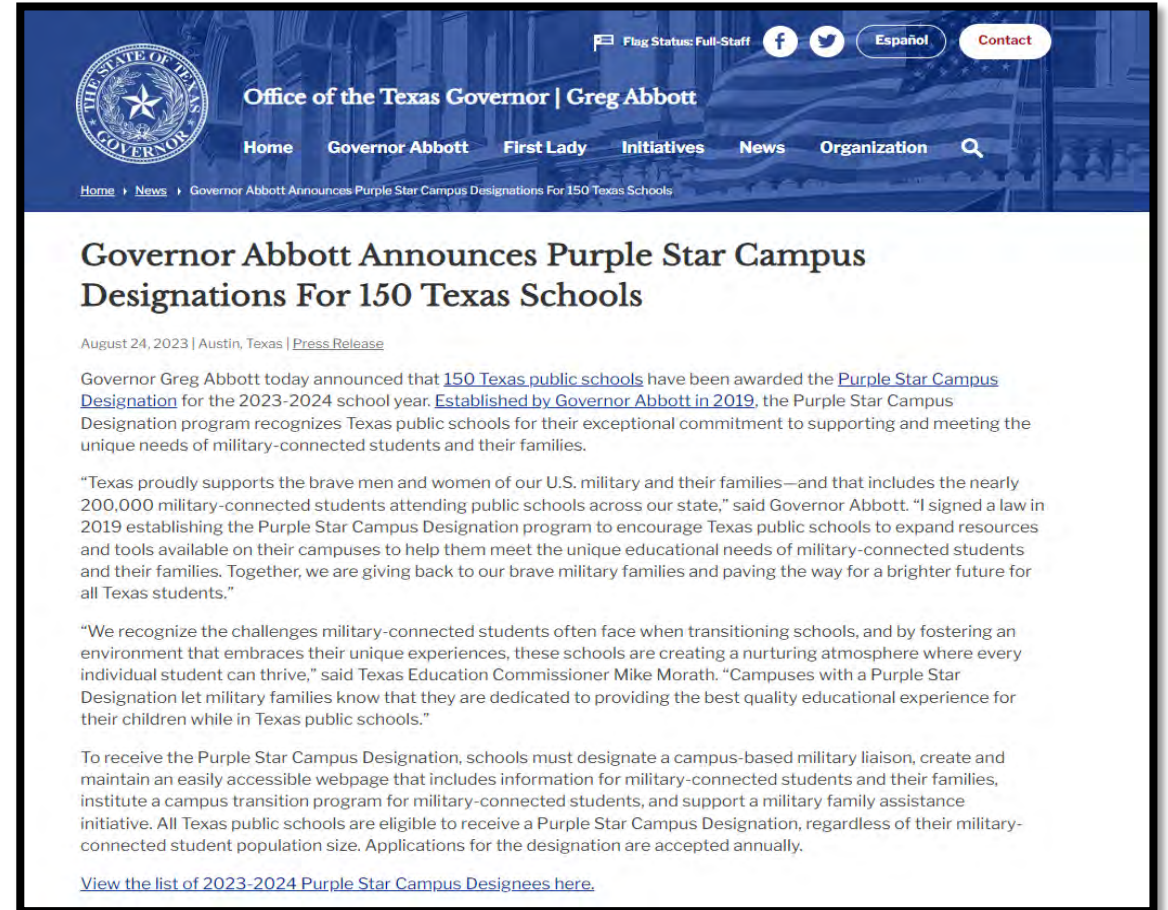 Flag Status: Full-Staff
Español
Contact
THE STATE OF TEXAS
GOVERNOR
Office of the Texas Governor | Greg Abbott
Home Governor Abbott First Lady Initiatives News Organization
Home News Governor Abbott Announces Purple Star Campus Designations For 150 Texas Schools
Governor Abbott Announces Purple Star Campus
Designations For 150 Texas Schools
August 24, 2023 | Austin, Texas | Press Release
Governor Greg Abbott today announced that 150 Texas public schools have been awarded the Purple Star Campus
Designation for the 2023-2024 school year. Established by Governor Abbott in 2019, the Purple Star Campus
Designation program recognizes Texas public schools for their exceptional commitment to supporting and meeting the
unique needs of military-connected students and their families.
“Texas proudly supports the brave men and women of our U.S. military and their families—and that includes the nearly
200,000 military-connected students attending public schools across our state,” said Governor Abbott. “I signed a law in
2019 establishing the Purple Star Campus Designation program to encourage Texas public schools to expand resources
and tools available on their campuses to help them meet the unique educational needs of military-connected students
and their families. Together, we are giving back to our brave military families and paving the way for a brighter future for
all Texas students.”
“We recognize the challenges military-connected students often face when transitioning schools, and by fostering an
environment that embraces their unique experiences, these schools are creating a nurturing atmosphere where every
individual student can thrive,” said Texas Education Commissioner Mike Morath. “Campuses with a Purple Star
Designation let military families know that they are dedicated to providing the best quality educational experience for
their children while in Texas public schools.”
To receive the Purple Star Campus Designation, schools must designate a campus-based military liaison, create and
maintain an easily accessible webpage that includes information for military-connected students and their families,
institute a campus transition program for military-connected students, and support a military family assistance
initiative. All Texas public schools are eligible to receive a Purple Star Campus Designation, regardless of their military-
connected student population size. Applications for the designation are accepted annually.
View the list of 2023-2024 Purple Star Campus Designees here.